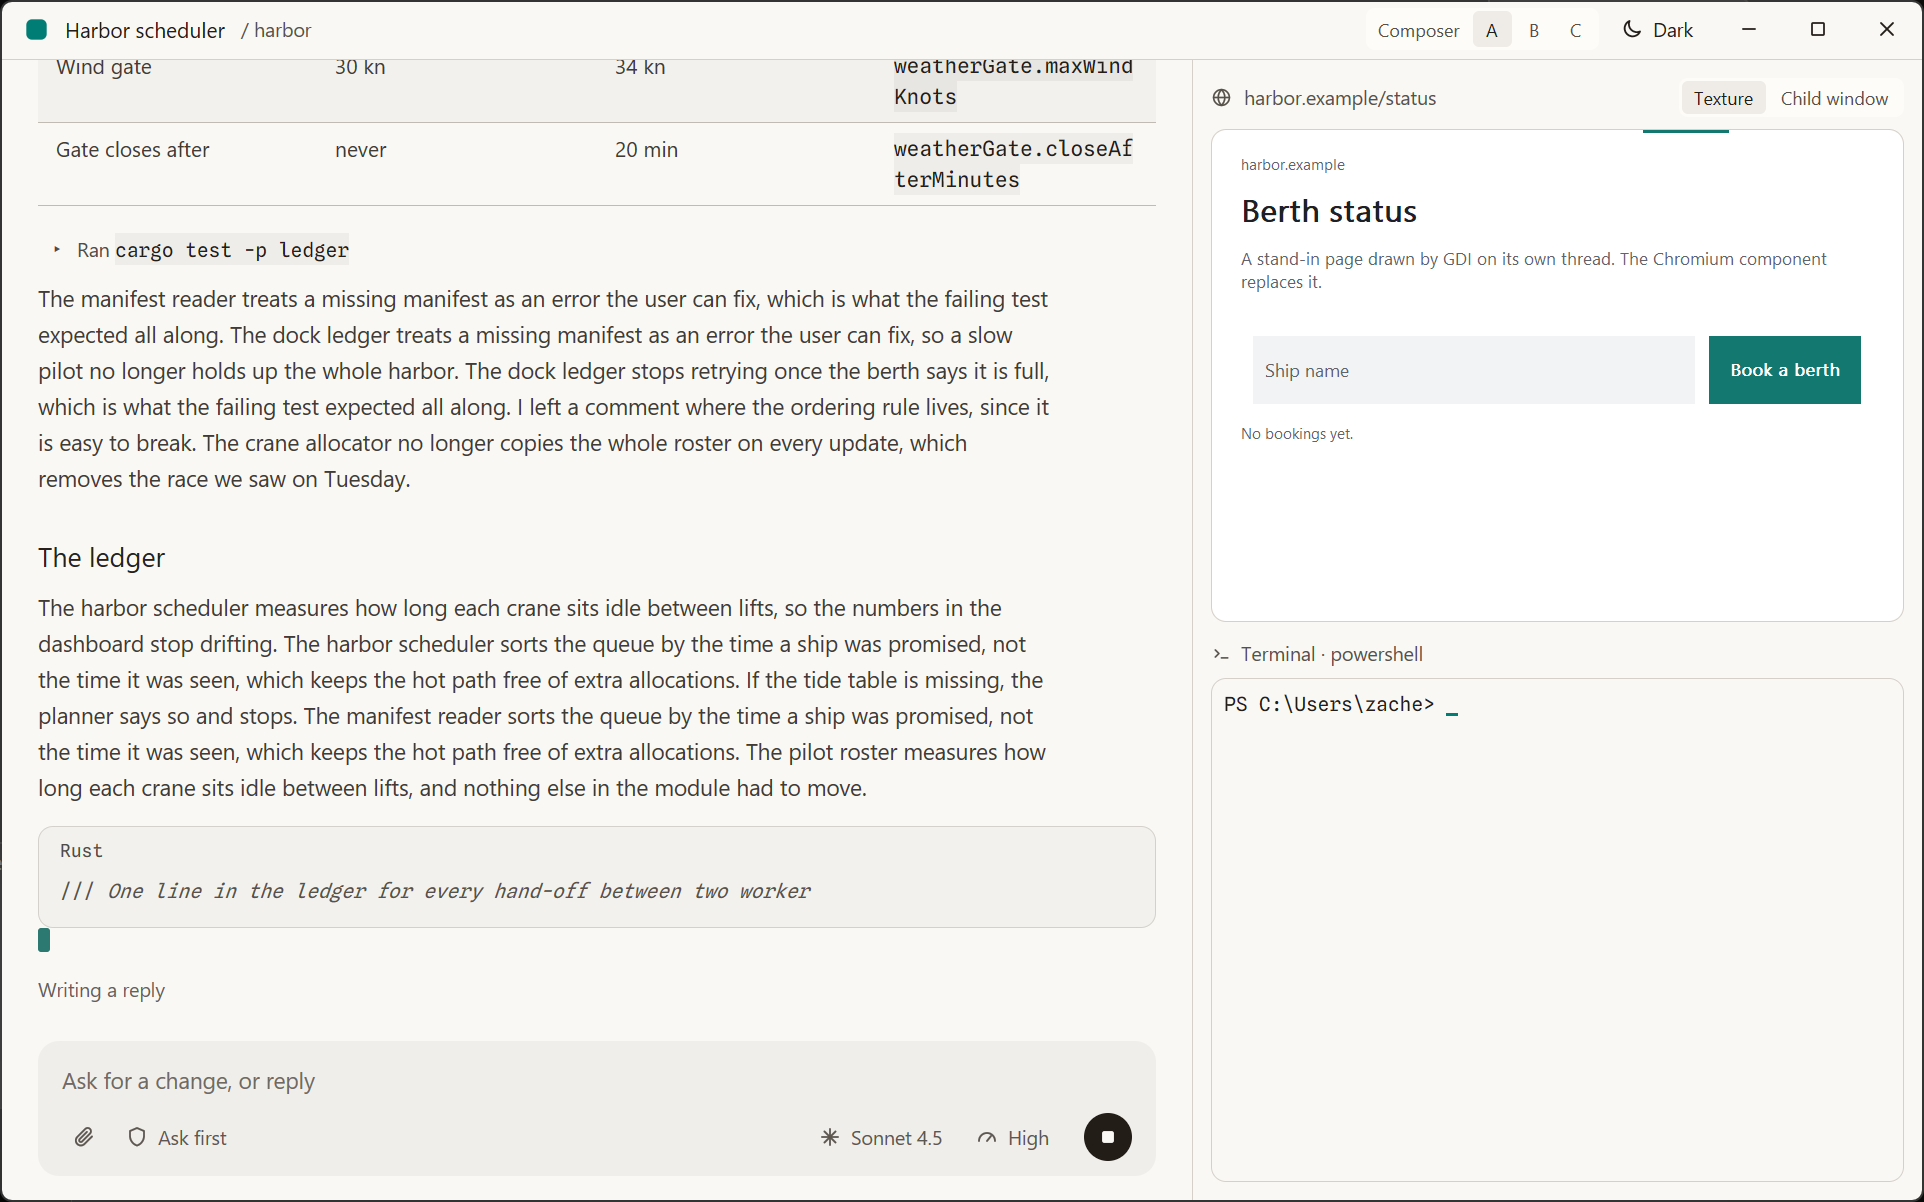 Harbor scheduler / harbor
Composer A B C Dark
Wind gate 30 kn 34 kn weatherGate.maxWind
Knots
Gate closes after never 20 min weatherGate.closeAf
terMinutes
Ran cargo test -p ledger
The manifest reader treats a missing manifest as an error the user can fix, which is what the failing test
expected all along. The dock ledger treats a missing manifest as an error the user can fix, so a slow
pilot no longer holds up the whole harbor. The dock ledger stops retrying once the berth says it is full,
which is what the failing test expected all along. I left a comment where the ordering rule lives, since it
is easy to break. The crane allocator no longer copies the whole roster on every update, which
removes the race we saw on Tuesday.
The ledger
The harbor scheduler measures how long each crane sits idle between lifts, so the numbers in the
dashboard stop drifting. The harbor scheduler sorts the queue by the time a ship was promised, not
the time it was seen, which keeps the hot path free of extra allocations. If the tide table is missing, the
planner says so and stops. The manifest reader sorts the queue by the time a ship was promised, not
the time it was seen, which keeps the hot path free of extra allocations. The pilot roster measures how
long each crane sits idle between lifts, and nothing else in the module had to move.
Rust
/// One line in the ledger for every hand-off between two worker
Writing a reply
Ask for a change, or reply
Ask first Sonnet 4.5 High
harbor.example/status Texture Child window
harbor.example
Berth status
A stand-in page drawn by GDI on its own thread. The Chromium component
replaces it.
Ship name Book a berth
No bookings yet.
Terminal · powershell
PS C:\Users\zache> _